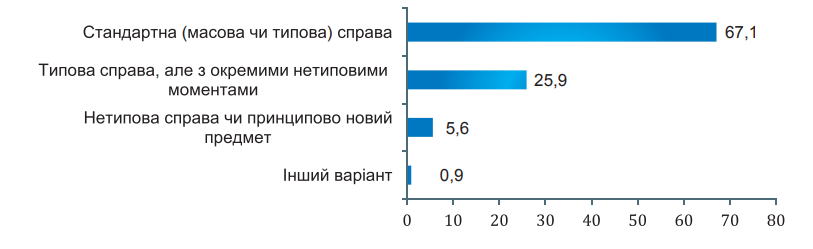 Стандартна (масова чи типова) справа
67,1
Типова справа, але з окремими нетиповими
моментами
25,9
Нетипова справа чи принципово новий
предмет
5,6
Інший варіант
0,9
0 10 20 30 40 50 60 70 80